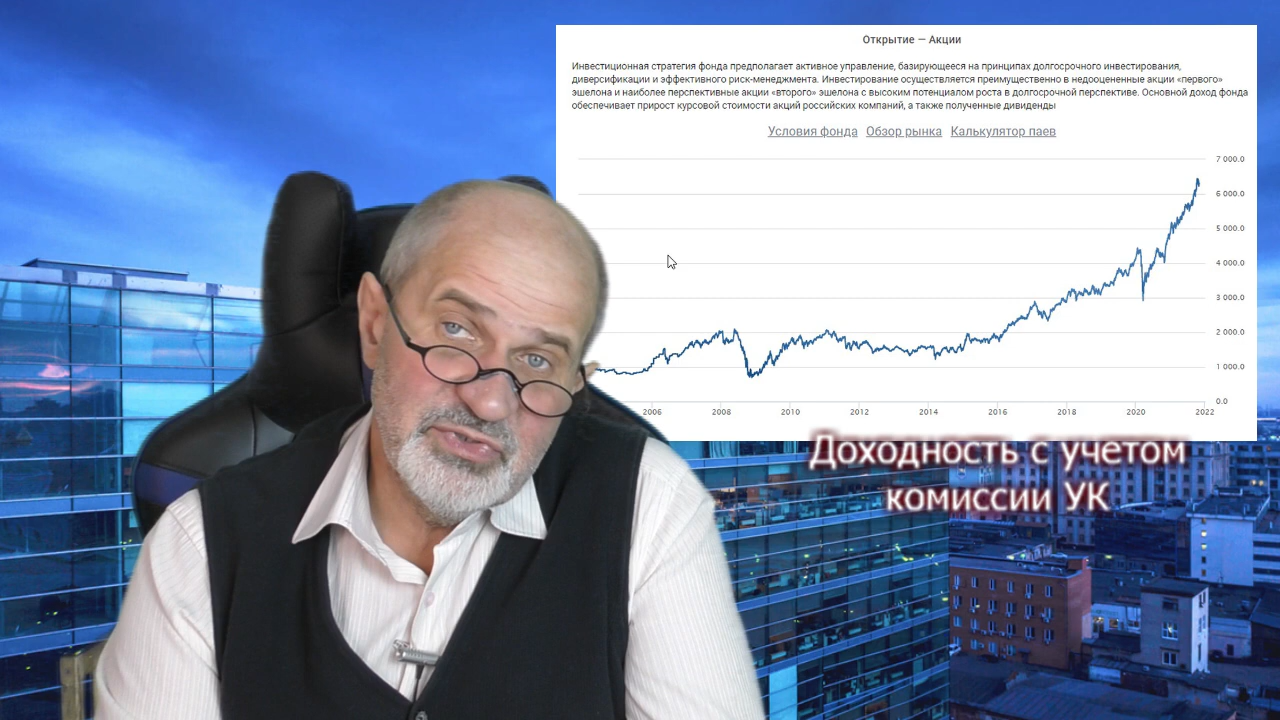 Открытие — Акции
Инвестиционная стратегия фонда предполагает активное управление, базирующееся на принципах долгосрочного инвестирования,
диверсификации и эффективного риск-менеджмента. Инвестирование осуществляется преимущественно в недооцененные акции «первого»
эшелона и наиболее перспективные акции «второго» эшелона с высоким потенциалом роста в долгосрочной перспективе. Основной доход фонда
обеспечивает прирост курсовой стоимости акций российских компаний, а также полученные дивиденды
Условия фонда Обзор рынка Калькулятор паев
7 000.0
6 000.0
5 000.0
4 000.0
3 000.0
2 000.0
1 000.0
0.0
2006 2008 2010 2012 2014 2016 2018 2020 2022
Доходность с учетом
комиссии УК